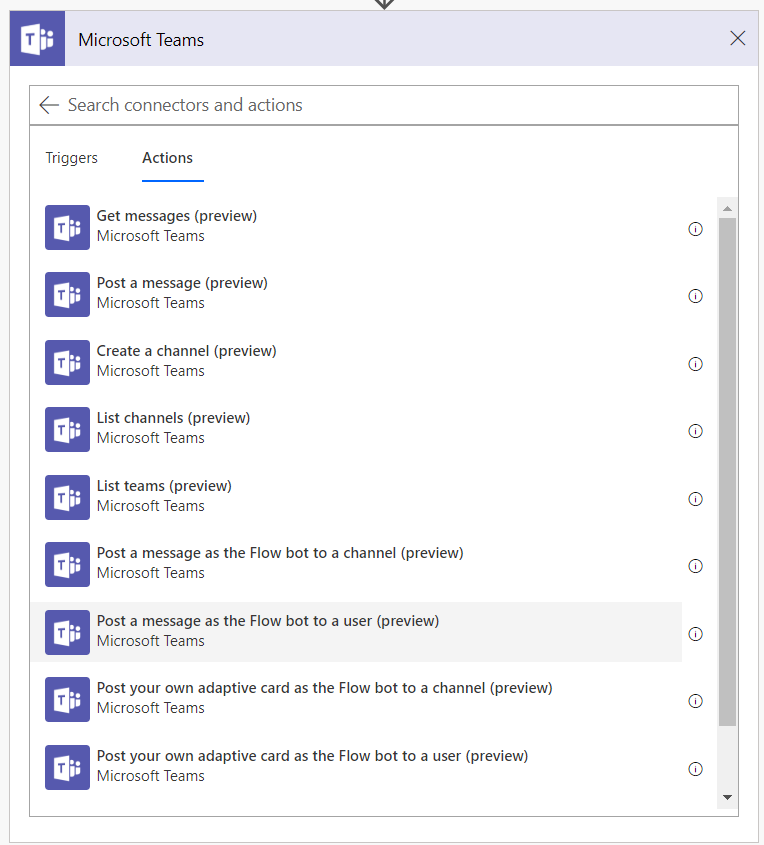 Microsoft Teams
Search connectors and actions
Triggers
Actions
Get messages (preview)
Microsoft Teams
Post a message (preview)
Microsoft Teams
Create a channel (preview)
Microsoft Teams
List channels (preview)
Microsoft Teams
List teams (preview)
Microsoft Teams
Post a message as the Flow bot to a channel (preview)
Microsoft Teams
Post a message as the Flow bot to a user (preview)
Microsoft Teams
Post your own adaptive card as the Flow bot to a channel (preview)
Microsoft Teams
Post your own adaptive card as the Flow bot to a user (preview)
Microsoft Teams